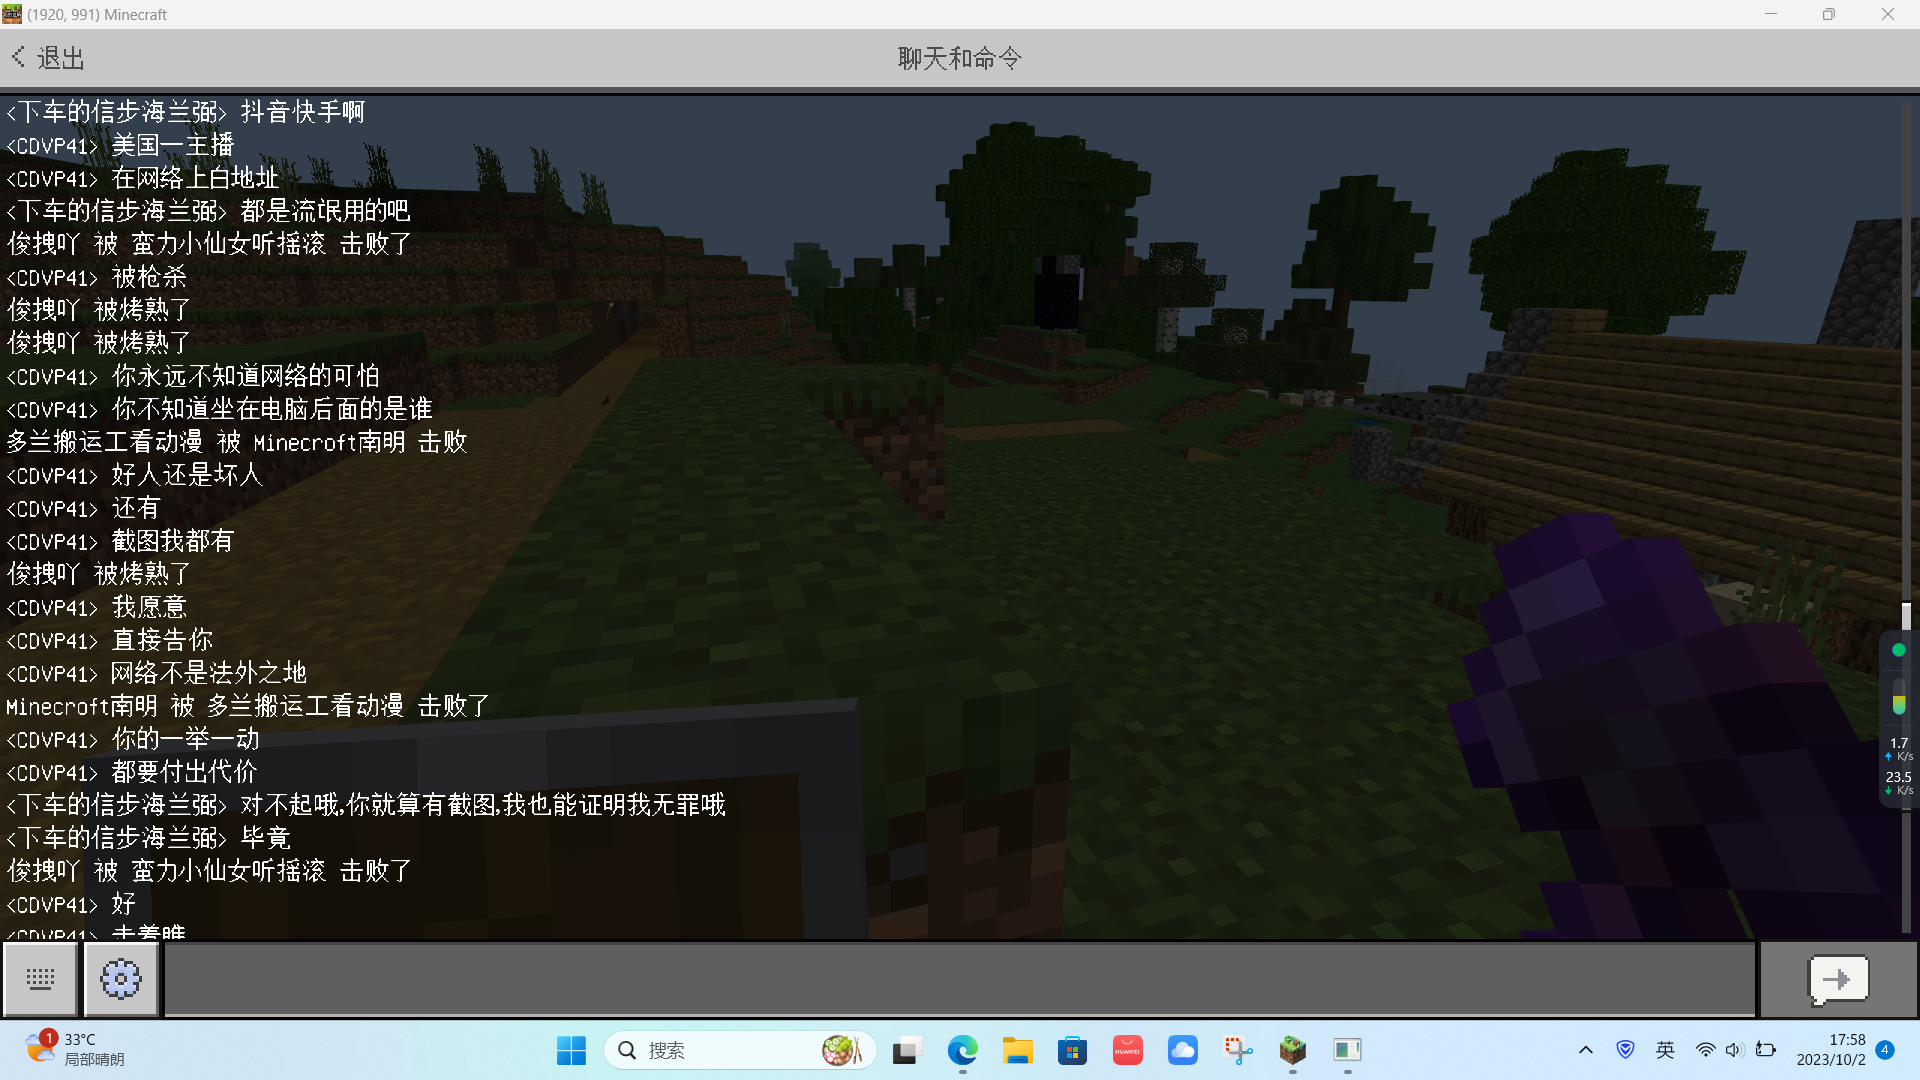 (1920, 991) Minecraft
退出
聊天和命令
<下车的信步海兰弼> 抖音快手啊
<CDVP41> 美国一主播
<CDVP41> 在网络上白地址
<下车的信步海兰弼> 都是流氓用的吧
俊拽吖 被 蛮力小仙女听摇滚 击败了
<CDVP41> 被枪杀
俊拽吖 被烤熟了
俊拽吖 被烤熟了
<CDVP41> 你永远不知道网络的可怕
<CDVP41> 你不知道坐在电脑后面的是谁
多兰搬运工看动漫 被 Minecroft南明 击败
<CDVP41> 好人还是坏人
<CDVP41> 还有
<CDVP41> 截图我都有
俊拽吖 被烤熟了
<CDVP41> 我愿意
<CDVP41> 直接告你
<CDVP41> 网络不是法外之地
Minecroft南明 被 多兰搬运工看动漫 击败了
<CDVP41> 你的一举一动
<CDVP41> 都要付出代价
<下车的信步海兰弼> 对不起哦,你就算有截图,我也能证明我无罪哦
<下车的信步海兰弼> 毕竟
俊拽吖 被 蛮力小仙女听摇滚 击败了
<CDVP41> 好
<CDVP41> 走着瞧
1.7
K/s
23.5
K/s
1
33°C
局部晴朗
搜索
HUAWEI
英
17:58
2023/10/2
4